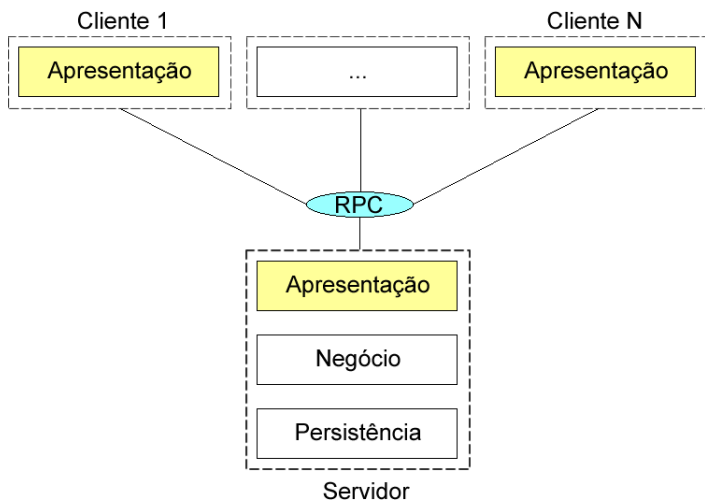 Cliente 1
Cliente N
Apresentação
...
Apresentação
RPC
Apresentação
Negócio
Persistência
Servidor